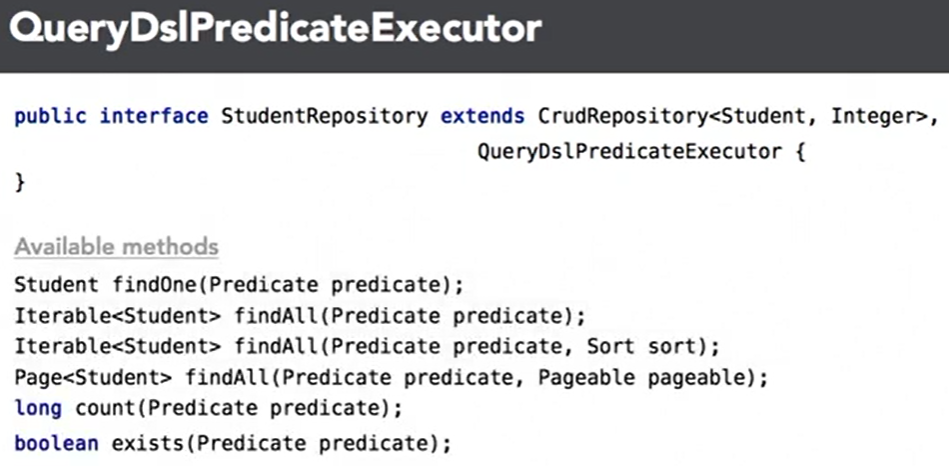 QueryDslPredicateExecutor
public interface StudentRepository extends CrudRepository<Student, Integer>,
QueryDslPredicateExecutor {
}
Available methods
Student findOne(Predicate predicate);
Iterable<Student> findAll(Predicate predicate);
Iterable<Student> findAll(Predicate predicate, Sort sort);
Page<Student> findAll(Predicate predicate, Pageable pageable);
long count(Predicate predicate);
boolean exists(Predicate predicate);